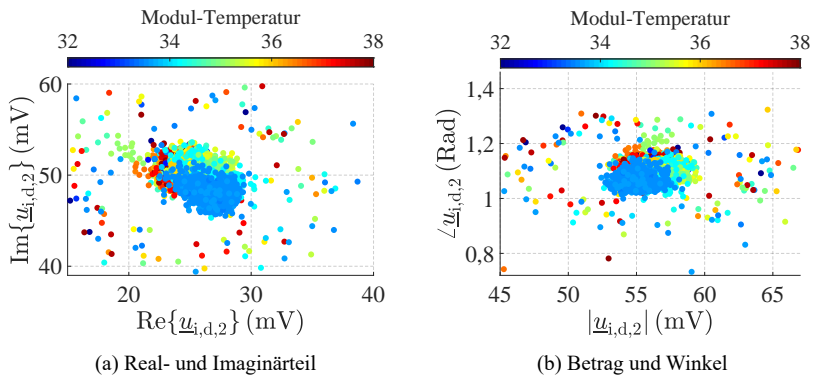 Modul-Temperatur
32 34 36 38
60
50
40
Im{u_i,d,2} (mV)
20 30 40
Re{u_i,d,2} (mV)
(a) Real- und Imaginärteil
Modul-Temperatur
32 34 36 38
1,4
1,2
1
0,8
∠u_i,d,2 (Rad)
45 50 55 60 65
|u_i,d,2| (mV)
(b) Betrag und Winkel